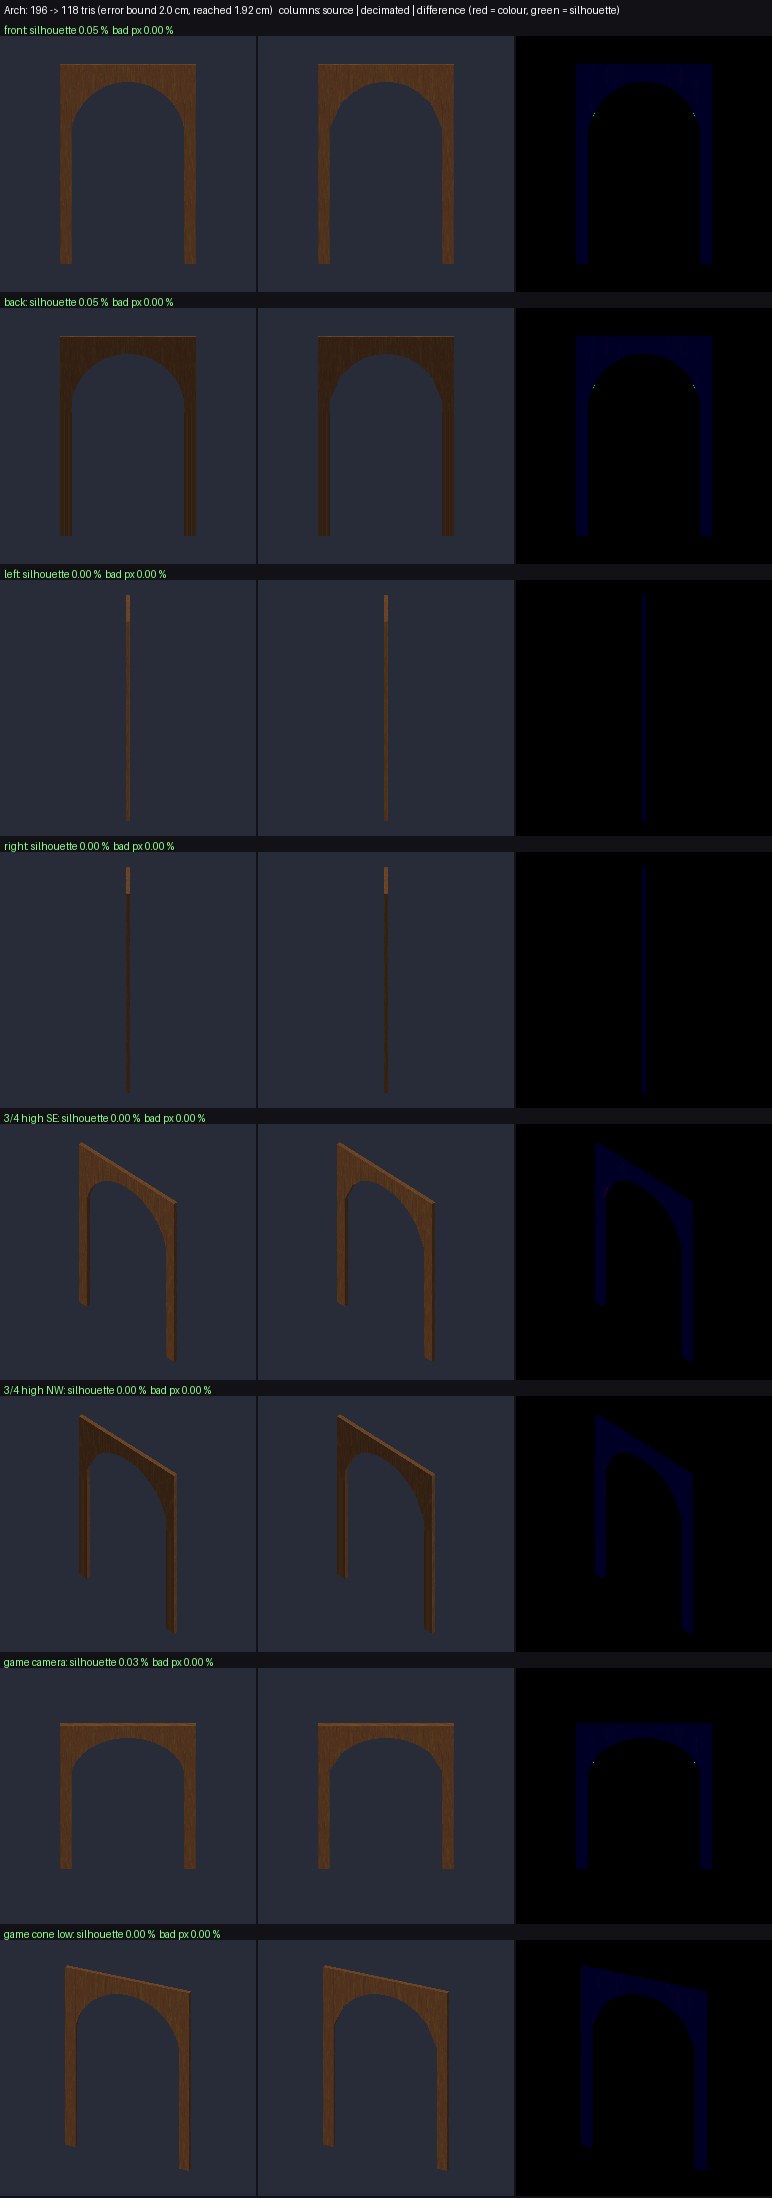 Arch: 196 -> 118 tris (error bound 2.0 cm, reached 1.92 cm)  columns: source | decimated | difference (red = colour, green = silhouette)
front: silhouette 0.05 %  bad px 0.00 %
back: silhouette 0.05 %  bad px 0.00 %
left: silhouette 0.00 %  bad px 0.00 %
right: silhouette 0.00 %  bad px 0.00 %
3/4 high SE: silhouette 0.00 %  bad px 0.00 %
3/4 high NW: silhouette 0.00 %  bad px 0.00 %
game camera: silhouette 0.03 %  bad px 0.00 %
game cone low: silhouette 0.00 %  bad px 0.00 %